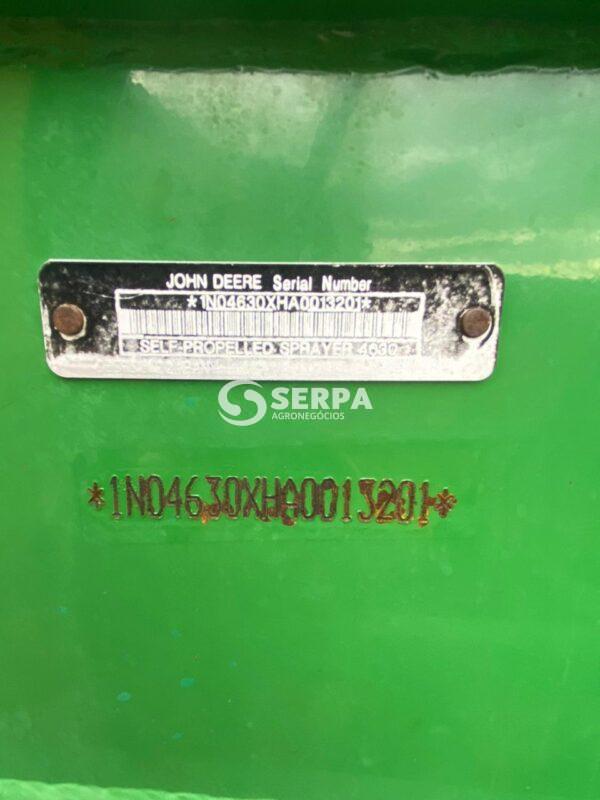 JOHN DEERE Serial Number
*1N04630XHA0013201*
SELF-PROPELLED SPRAYER 4630
SERPA
AGRONEGÓCIOS
*1N04630XHA0013201*